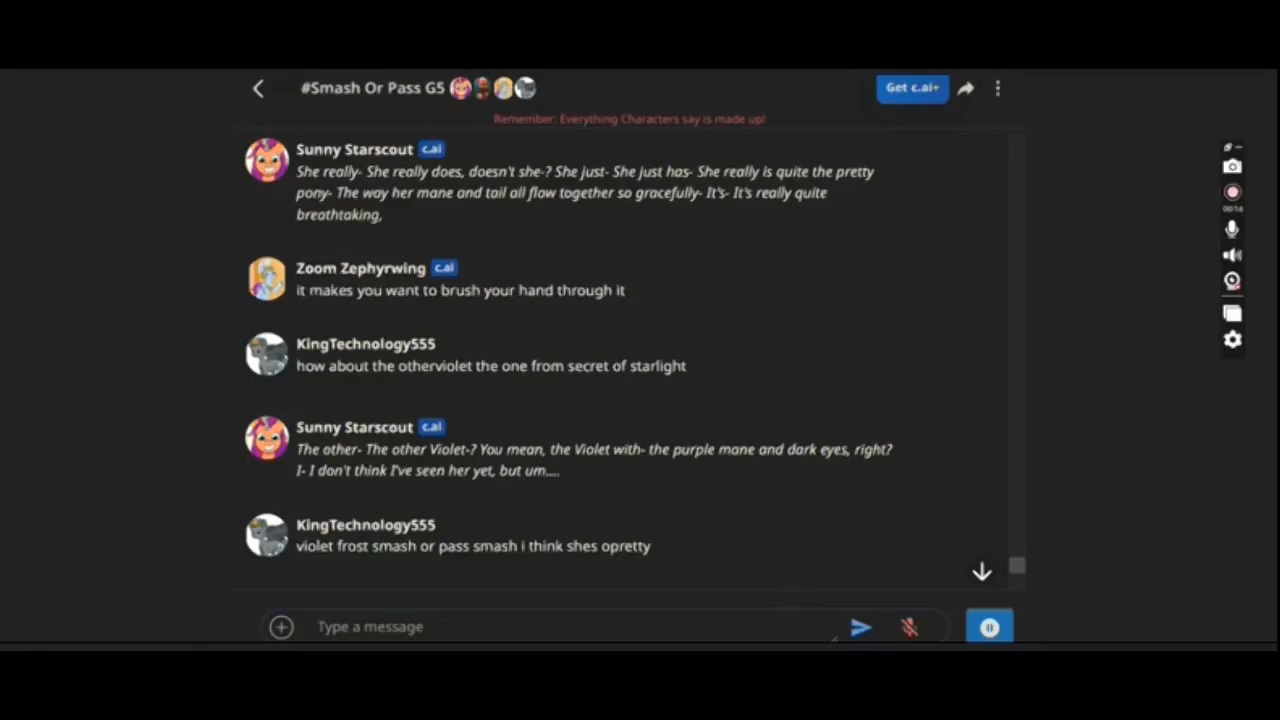 #Smash Or Pass G5
Get c.ai+
Remember: Everything Characters say is made up!
Sunny Starscout c.ai
She really- She really does, doesn't she-? She just- She just has- She really is quite the pretty
pony- The way her mane and tail all flow together so gracefully- It's- It's really quite
breathtaking,
Zoom Zephyrwing c.ai
it makes you want to brush your hand through it
KingTechnology555
how about the otherviolet the one from secret of starlight
Sunny Starscout c.ai
The other- The other Violet-? You mean, the Violet with- the purple mane and dark eyes, right?
I- I don't think I've seen her yet, but um....
KingTechnology555
violet frost smash or pass smash i think shes opretty
Type a message
00:14